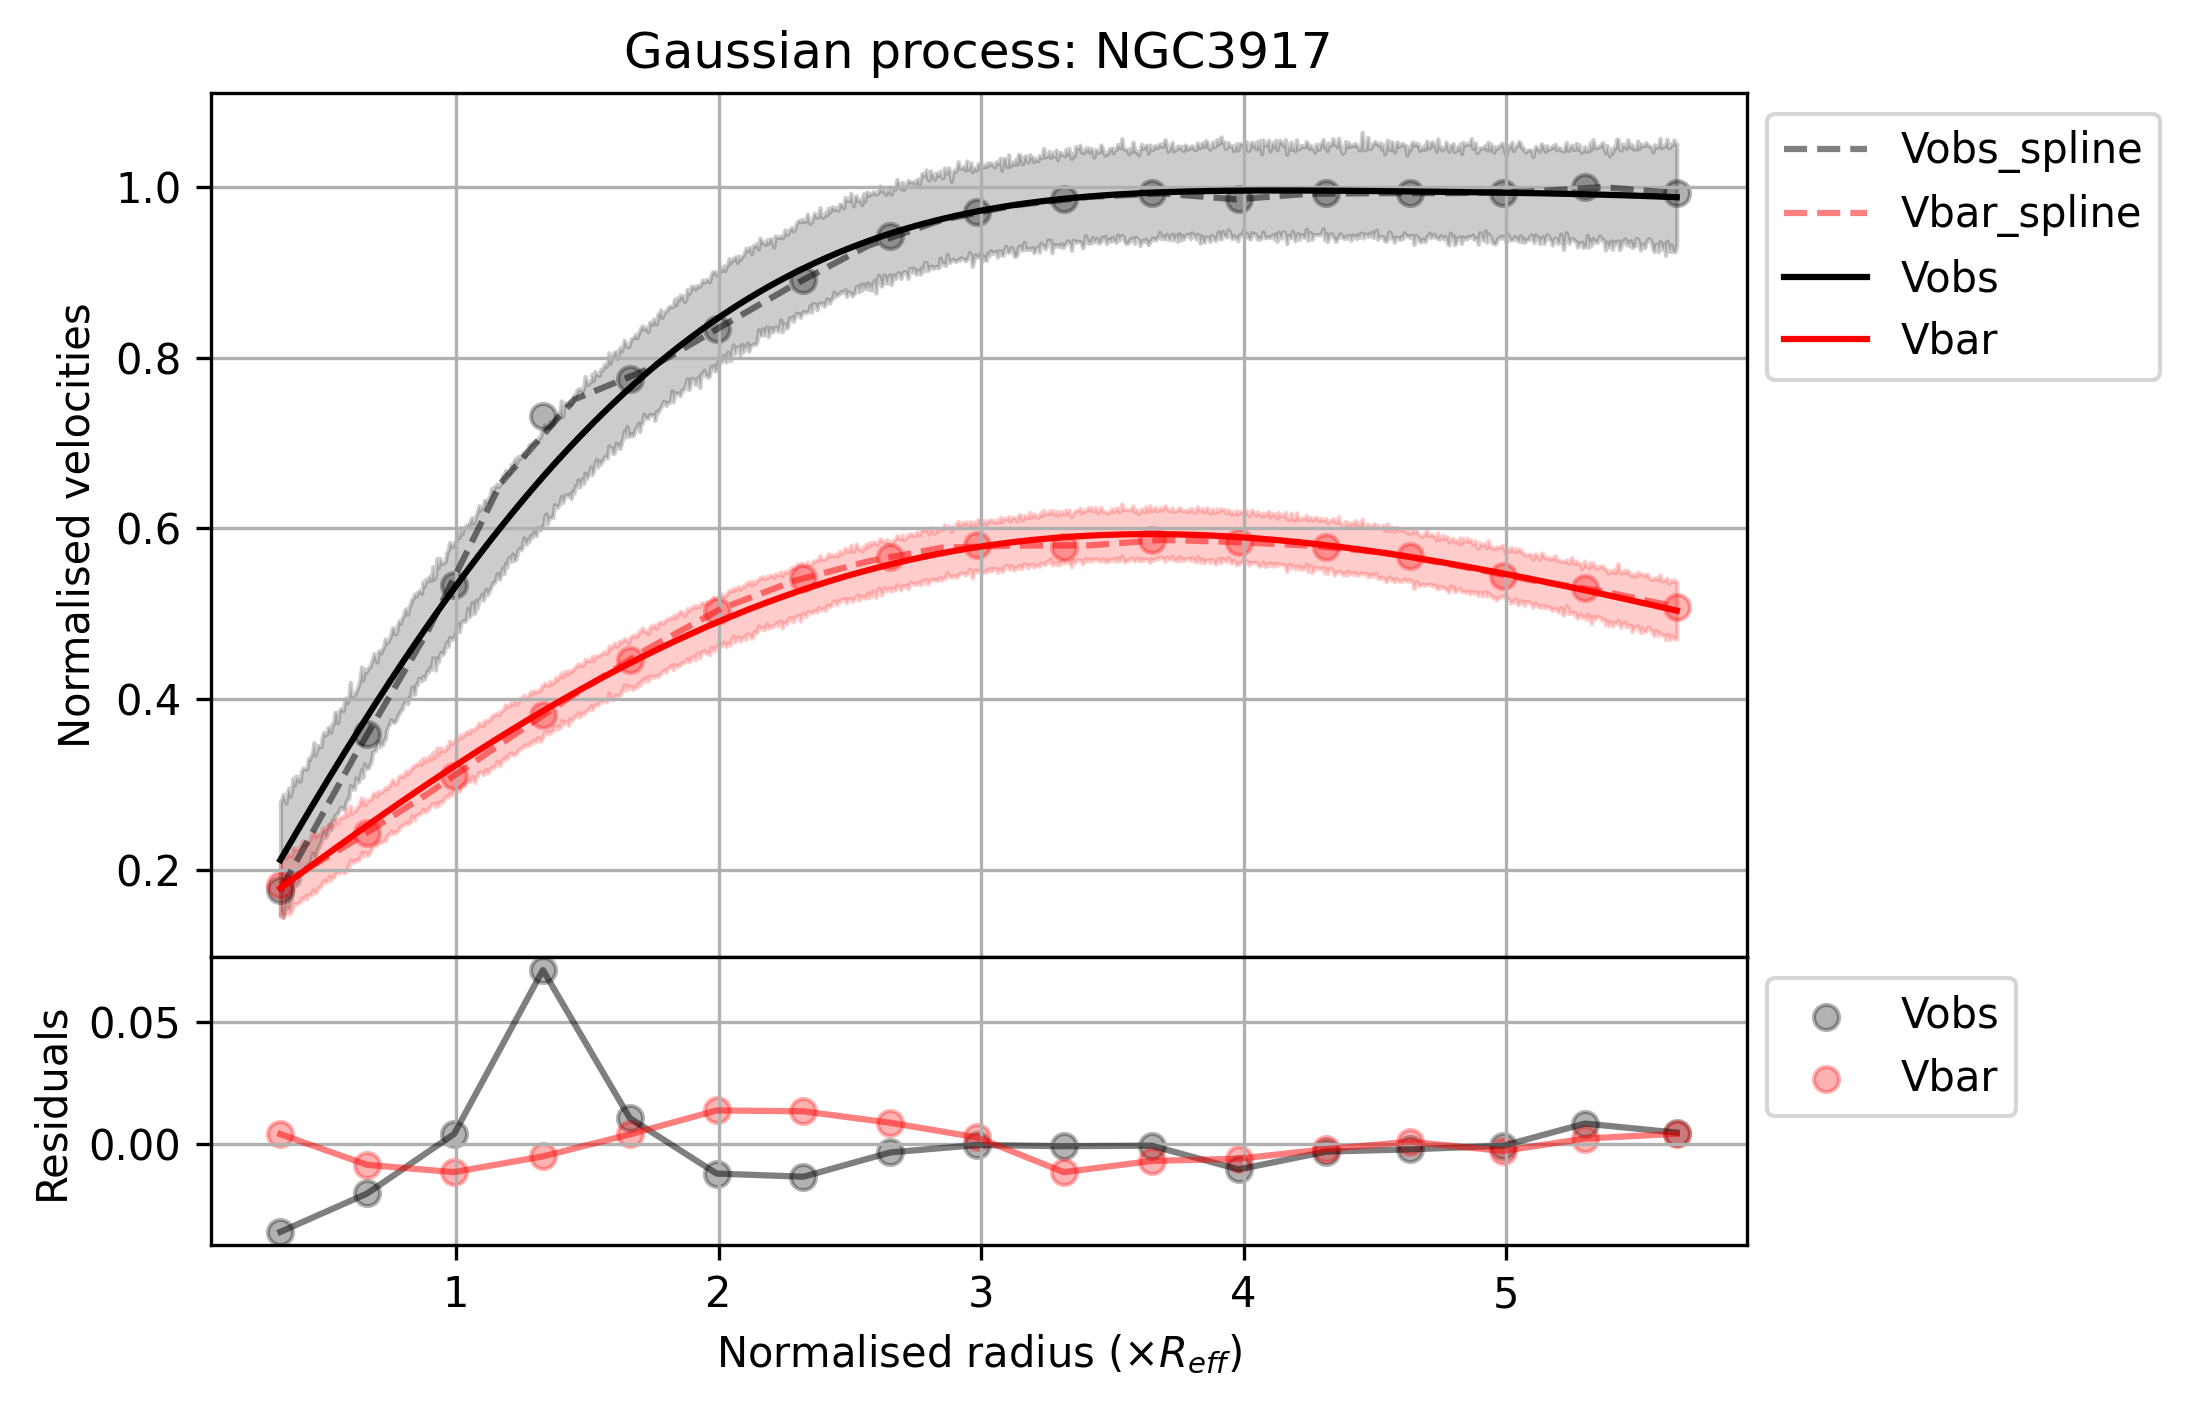 Gaussian process: NGC3917
Normalised velocities
1.0
0.8
0.6
0.4
0.2
Vobs_spline
Vbar_spline
Vobs
Vbar
Residuals
0.05
0.00
Vobs
Vbar
1 2 3 4 5
Normalised radius (×R_eff)